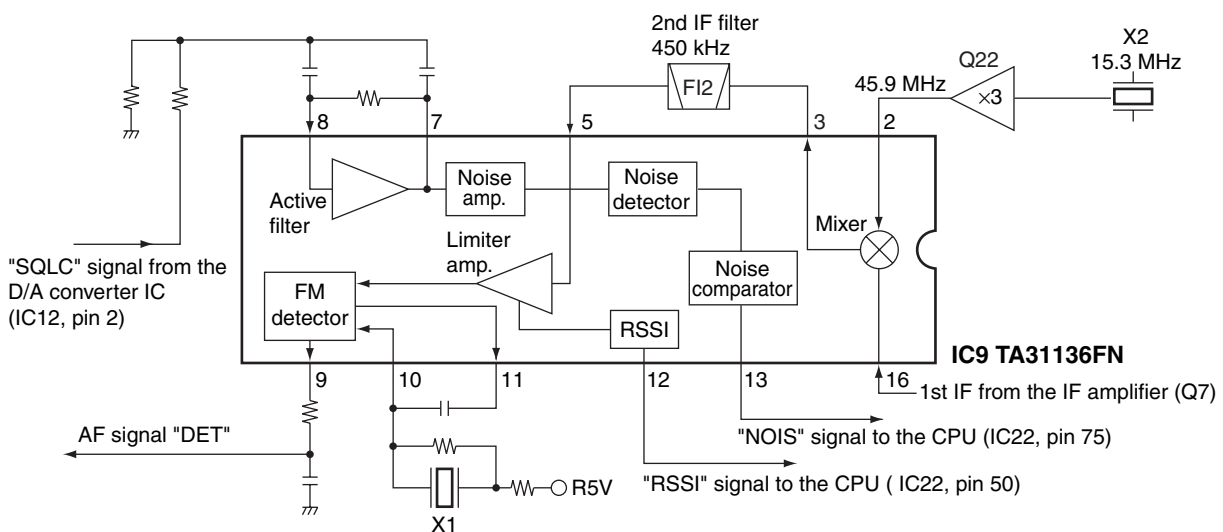 2nd IF filter
450 kHz
FI2
Q22
×3
45.9 MHz
X2
15.3 MHz
8
7
5
3
2
Active
filter
Noise
amp.
Noise
detector
Mixer
Limiter
amp.
Noise
comparator
FM
detector
RSSI
"SQLC" signal from the
D/A converter IC
(IC12, pin 2)
IC9 TA31136FN
9
10
11
12
13
16
1st IF from the IF amplifier (Q7)
AF signal "DET"
"NOIS" signal to the CPU (IC22, pin 75)
"RSSI" signal to the CPU ( IC22, pin 50)
R5V
X1